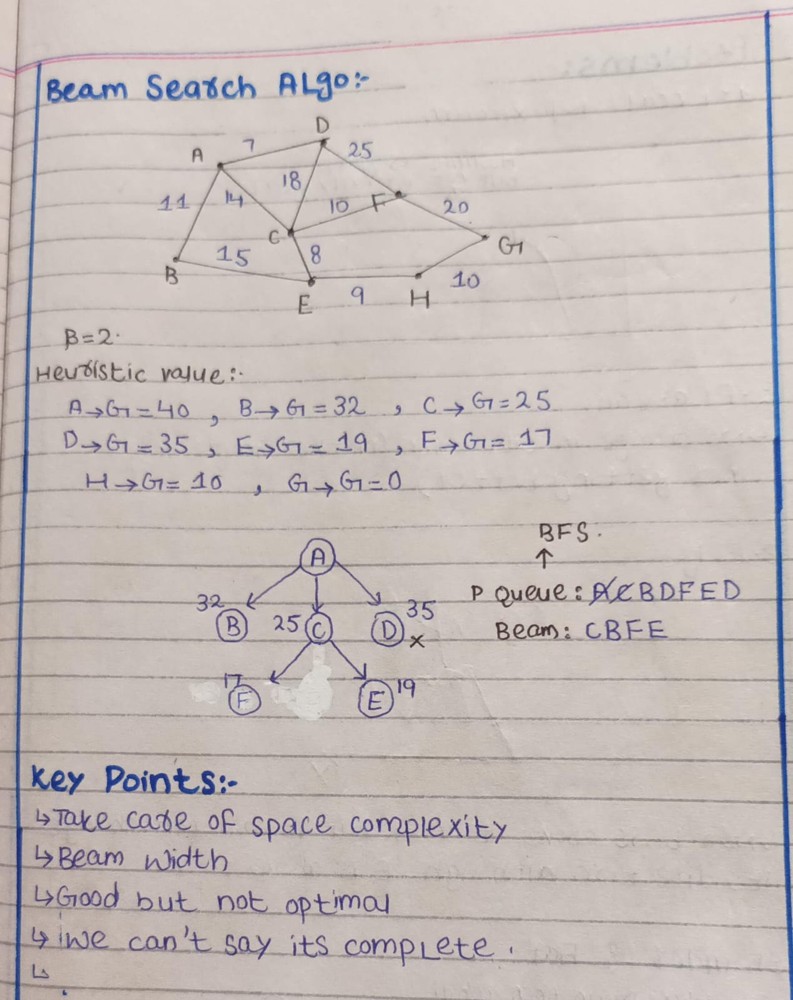 Beam Search ALgo:-
D
7
25
A
18
11
14
10
F
20
C
G
15
8
B
10
E
9
H
β=2.
Heuristic value:-
A→G=40 , B→G=32 , C→G=25
D→G=35 , E→G=19 , F→G=17
H→G=10 , G→G=0
BFS.
↑
A
P Queue: ACBDFED
32
35
B
25
C
D
x
Beam: CBFE
17
F
E
19
Key Points:-
↳Take care of space complexity
↳Beam width
↳Good but not optimal
↳ we can't say its compLete.
↳